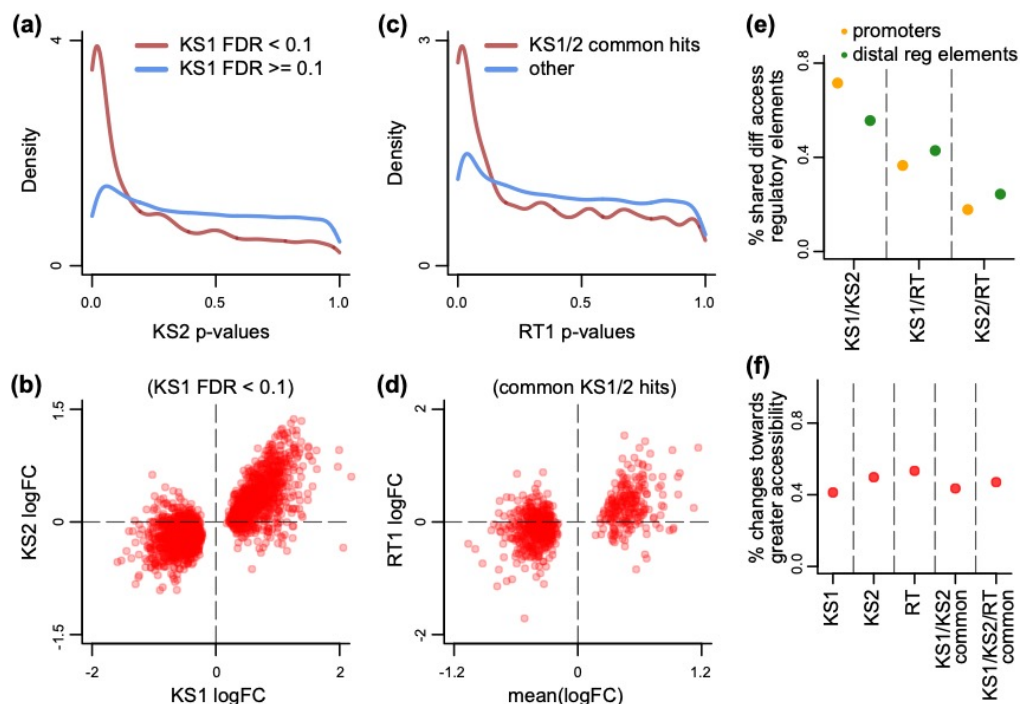 (a)
4
0
Density
KS1 FDR < 0.1
KS1 FDR >= 0.1
0.0
0.5
1.0
KS2 p-values
(c)
3
0
Density
KS1/2 common hits
other
0.0
0.5
1.0
RT1 p-values
(e)
promoters
distal reg elements
% shared diff access
regulatory elements
0.8
0.4
0.0
KS1/KS2
KS1/RT
KS2/RT
(b)
(KS1 FDR < 0.1)
1.5
0
-1.5
KS2 logFC
-2
0
2
KS1 logFC
(d)
(common KS1/2 hits)
2
0
-2
RT1 logFC
-1.2
0
1.2
mean(logFC)
(f)
% changes towards
greater accessibility
0.8
0.4
0.0
KS1
KS2
RT
KS1/KS2
common
KS1/KS2/RT
common